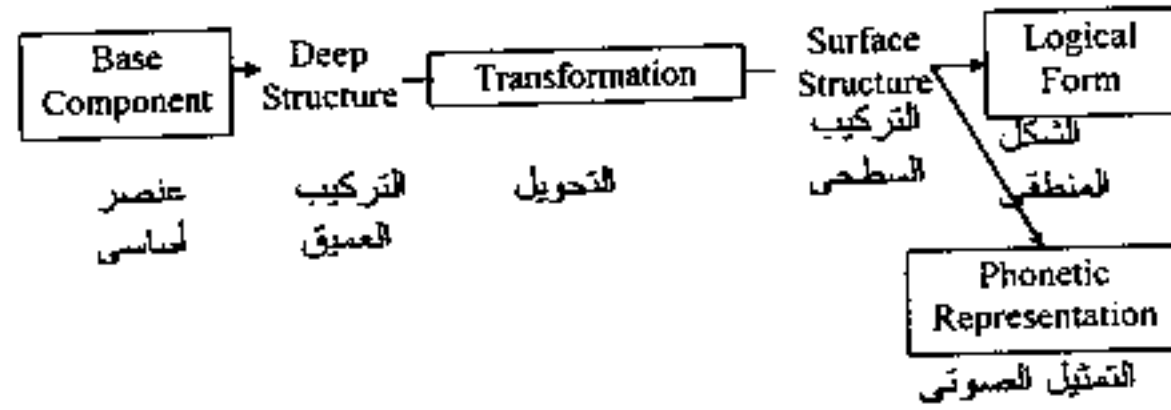 Base
Component
Deep
Structure
Transformation
Surface
Structure
Logical
Form
عنصر
أساسى
التركيب
العميق
التحويل
التركيب
السطحى
الشكل
المنطقى
Phonetic
Representation
التمثيل الصوتى